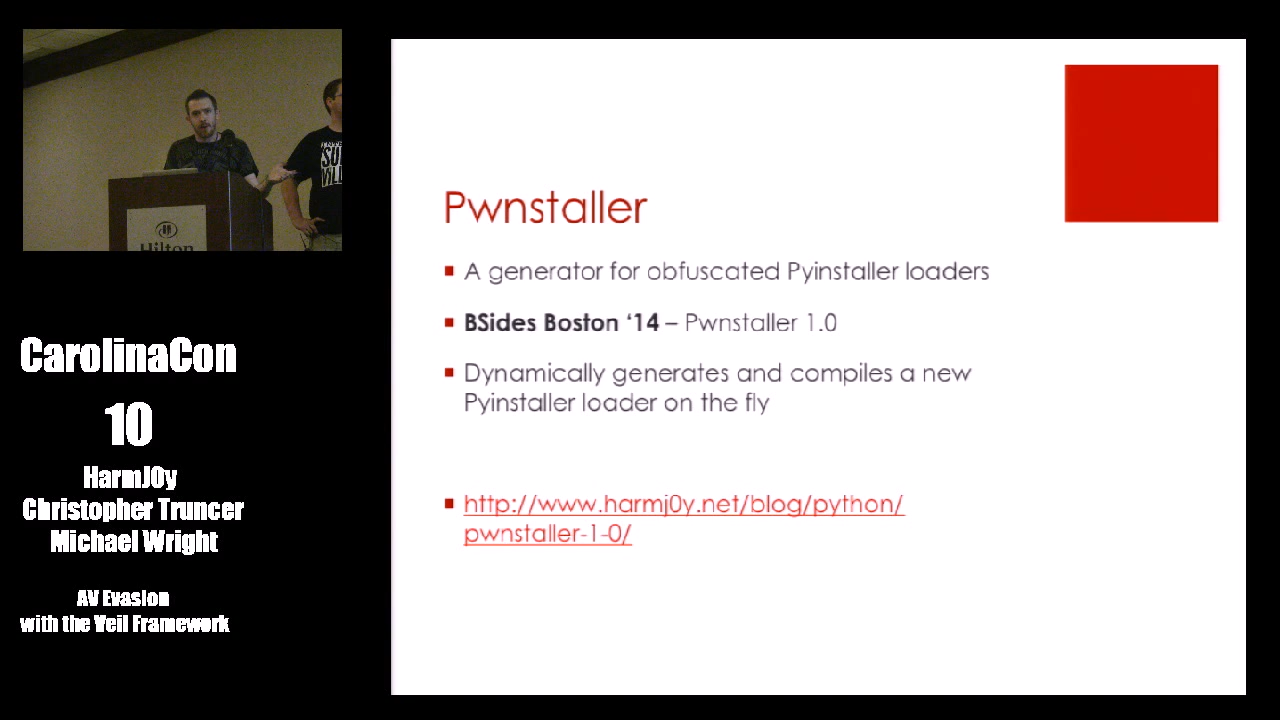 SU
Hilton
CarolinaCon
10
HarmJ0y
Christopher Truncer
Michael Wright
AV Evasion
with the Veil Framework
Pwnstaller
A generator for obfuscated Pyinstaller loaders
BSides Boston ‘14 – Pwnstaller 1.0
Dynamically generates and compiles a new
Pyinstaller loader on the fly
http://www.harmj0y.net/blog/python/
pwnstaller-1-0/